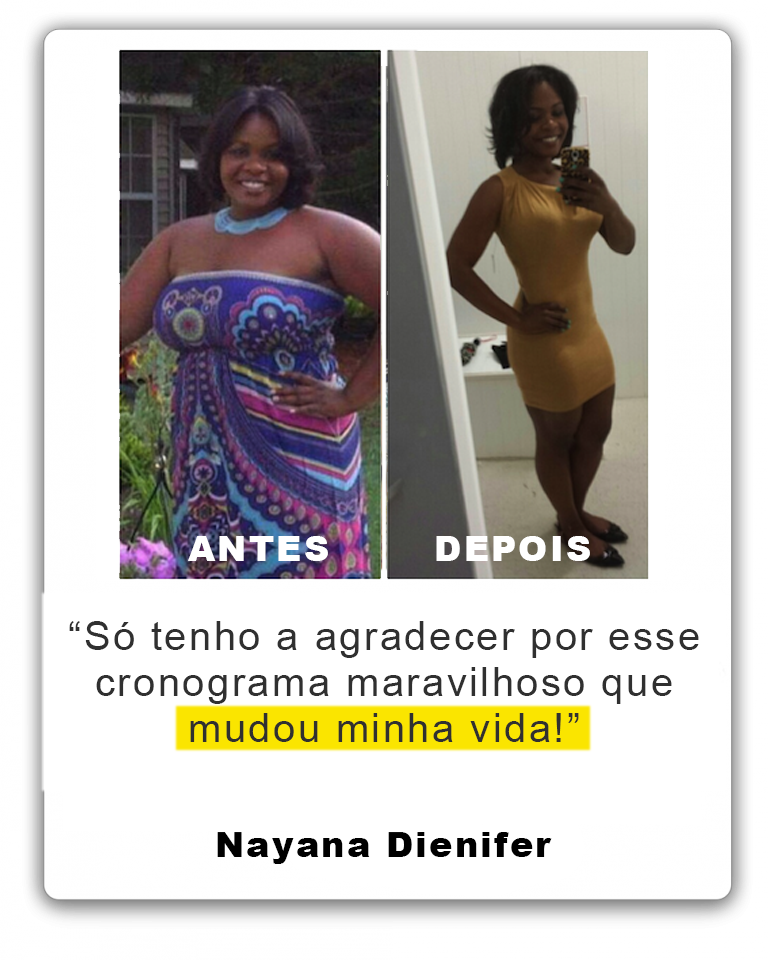 ANTES DEPOIS
“Só tenho a agradecer por esse
cronograma maravilhoso que
mudou minha vida!”
Nayana Dienifer